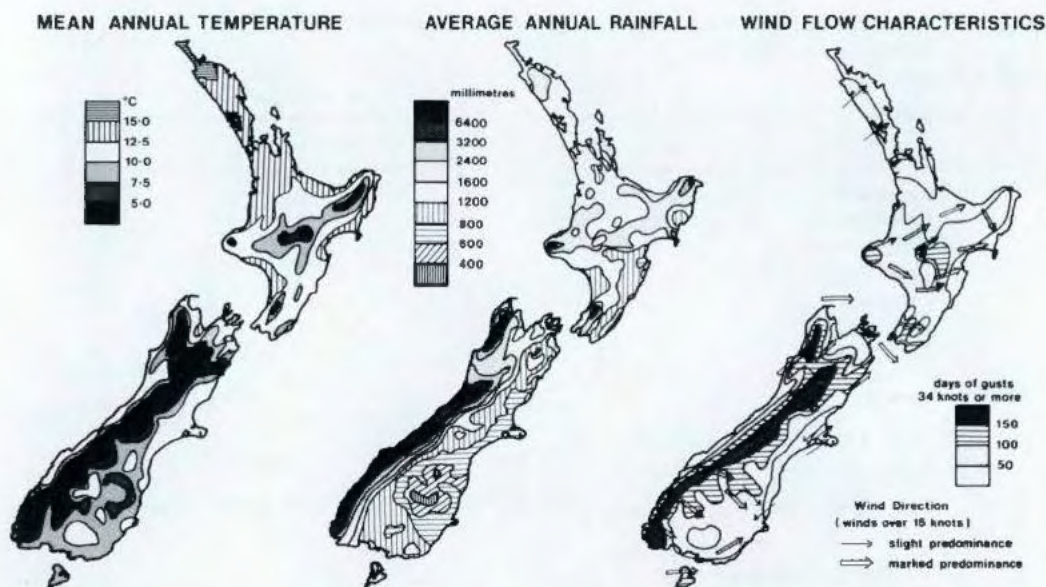 MEAN ANNUAL TEMPERATURE
AVERAGE ANNUAL RAINFALL
WIND FLOW CHARACTERISTICS
°C
15·0
12·5
10·0
7·5
5·0
millimetres
6400
3200
2400
1600
1200
800
600
400
days of gusts
34 knots or more
150
100
50
Wind Direction
( winds over 16 knots )
slight predominance
marked predominance